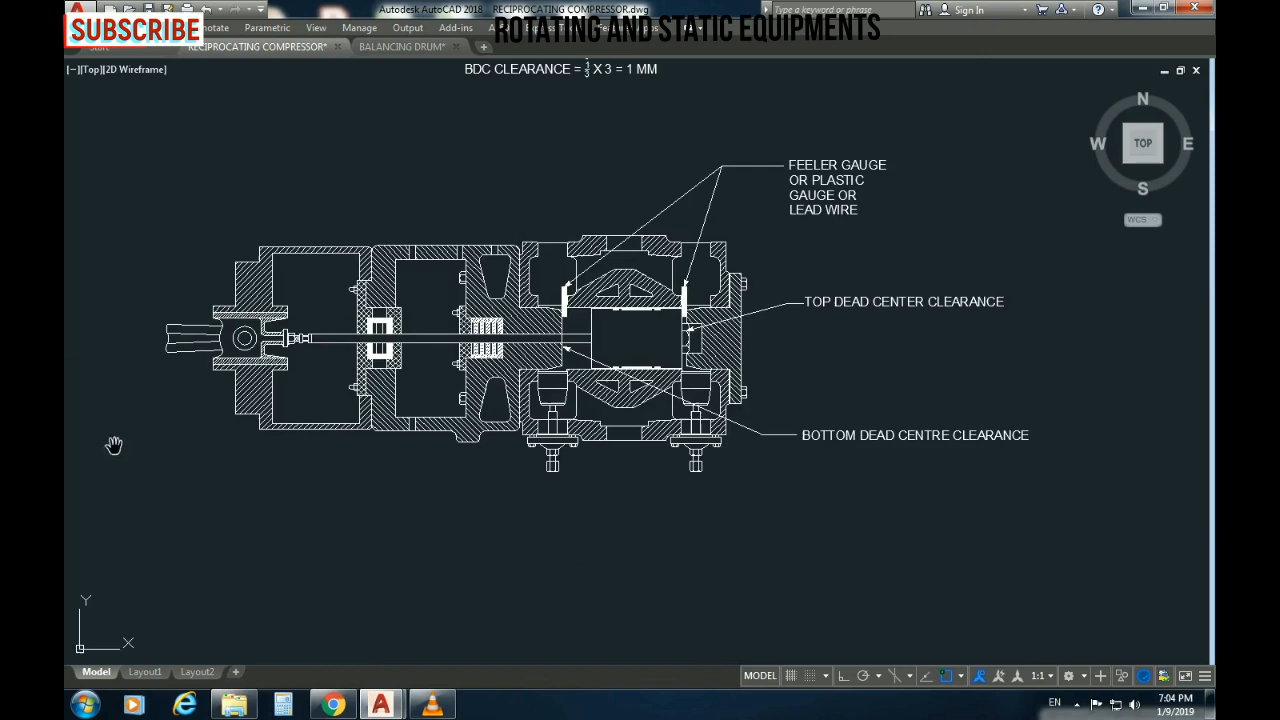 Autodesk AutoCAD 2018 RECIPROCATING COMPRESSOR.dwg
Type a keyword or phrase
Sign In
SUBSCRIBE
ROTATING AND STATIC EQUIPMENTS
Parametric View Manage Output Add-ins
Start RECIPROCATING COMPRESSOR* BALANCING DRUM*
[−][Top][2D Wireframe]
BDC CLEARANCE = 1/3 X 3 = 1 MM
N
W TOP E
S
WCS
FEELER GAUGE
OR PLASTIC
GAUGE OR
LEAD WIRE
TOP DEAD CENTER CLEARANCE
BOTTOM DEAD CENTRE CLEARANCE
Y
X
Model Layout1 Layout2 +
MODEL 1:1
EN
7:04 PM
1/9/2019